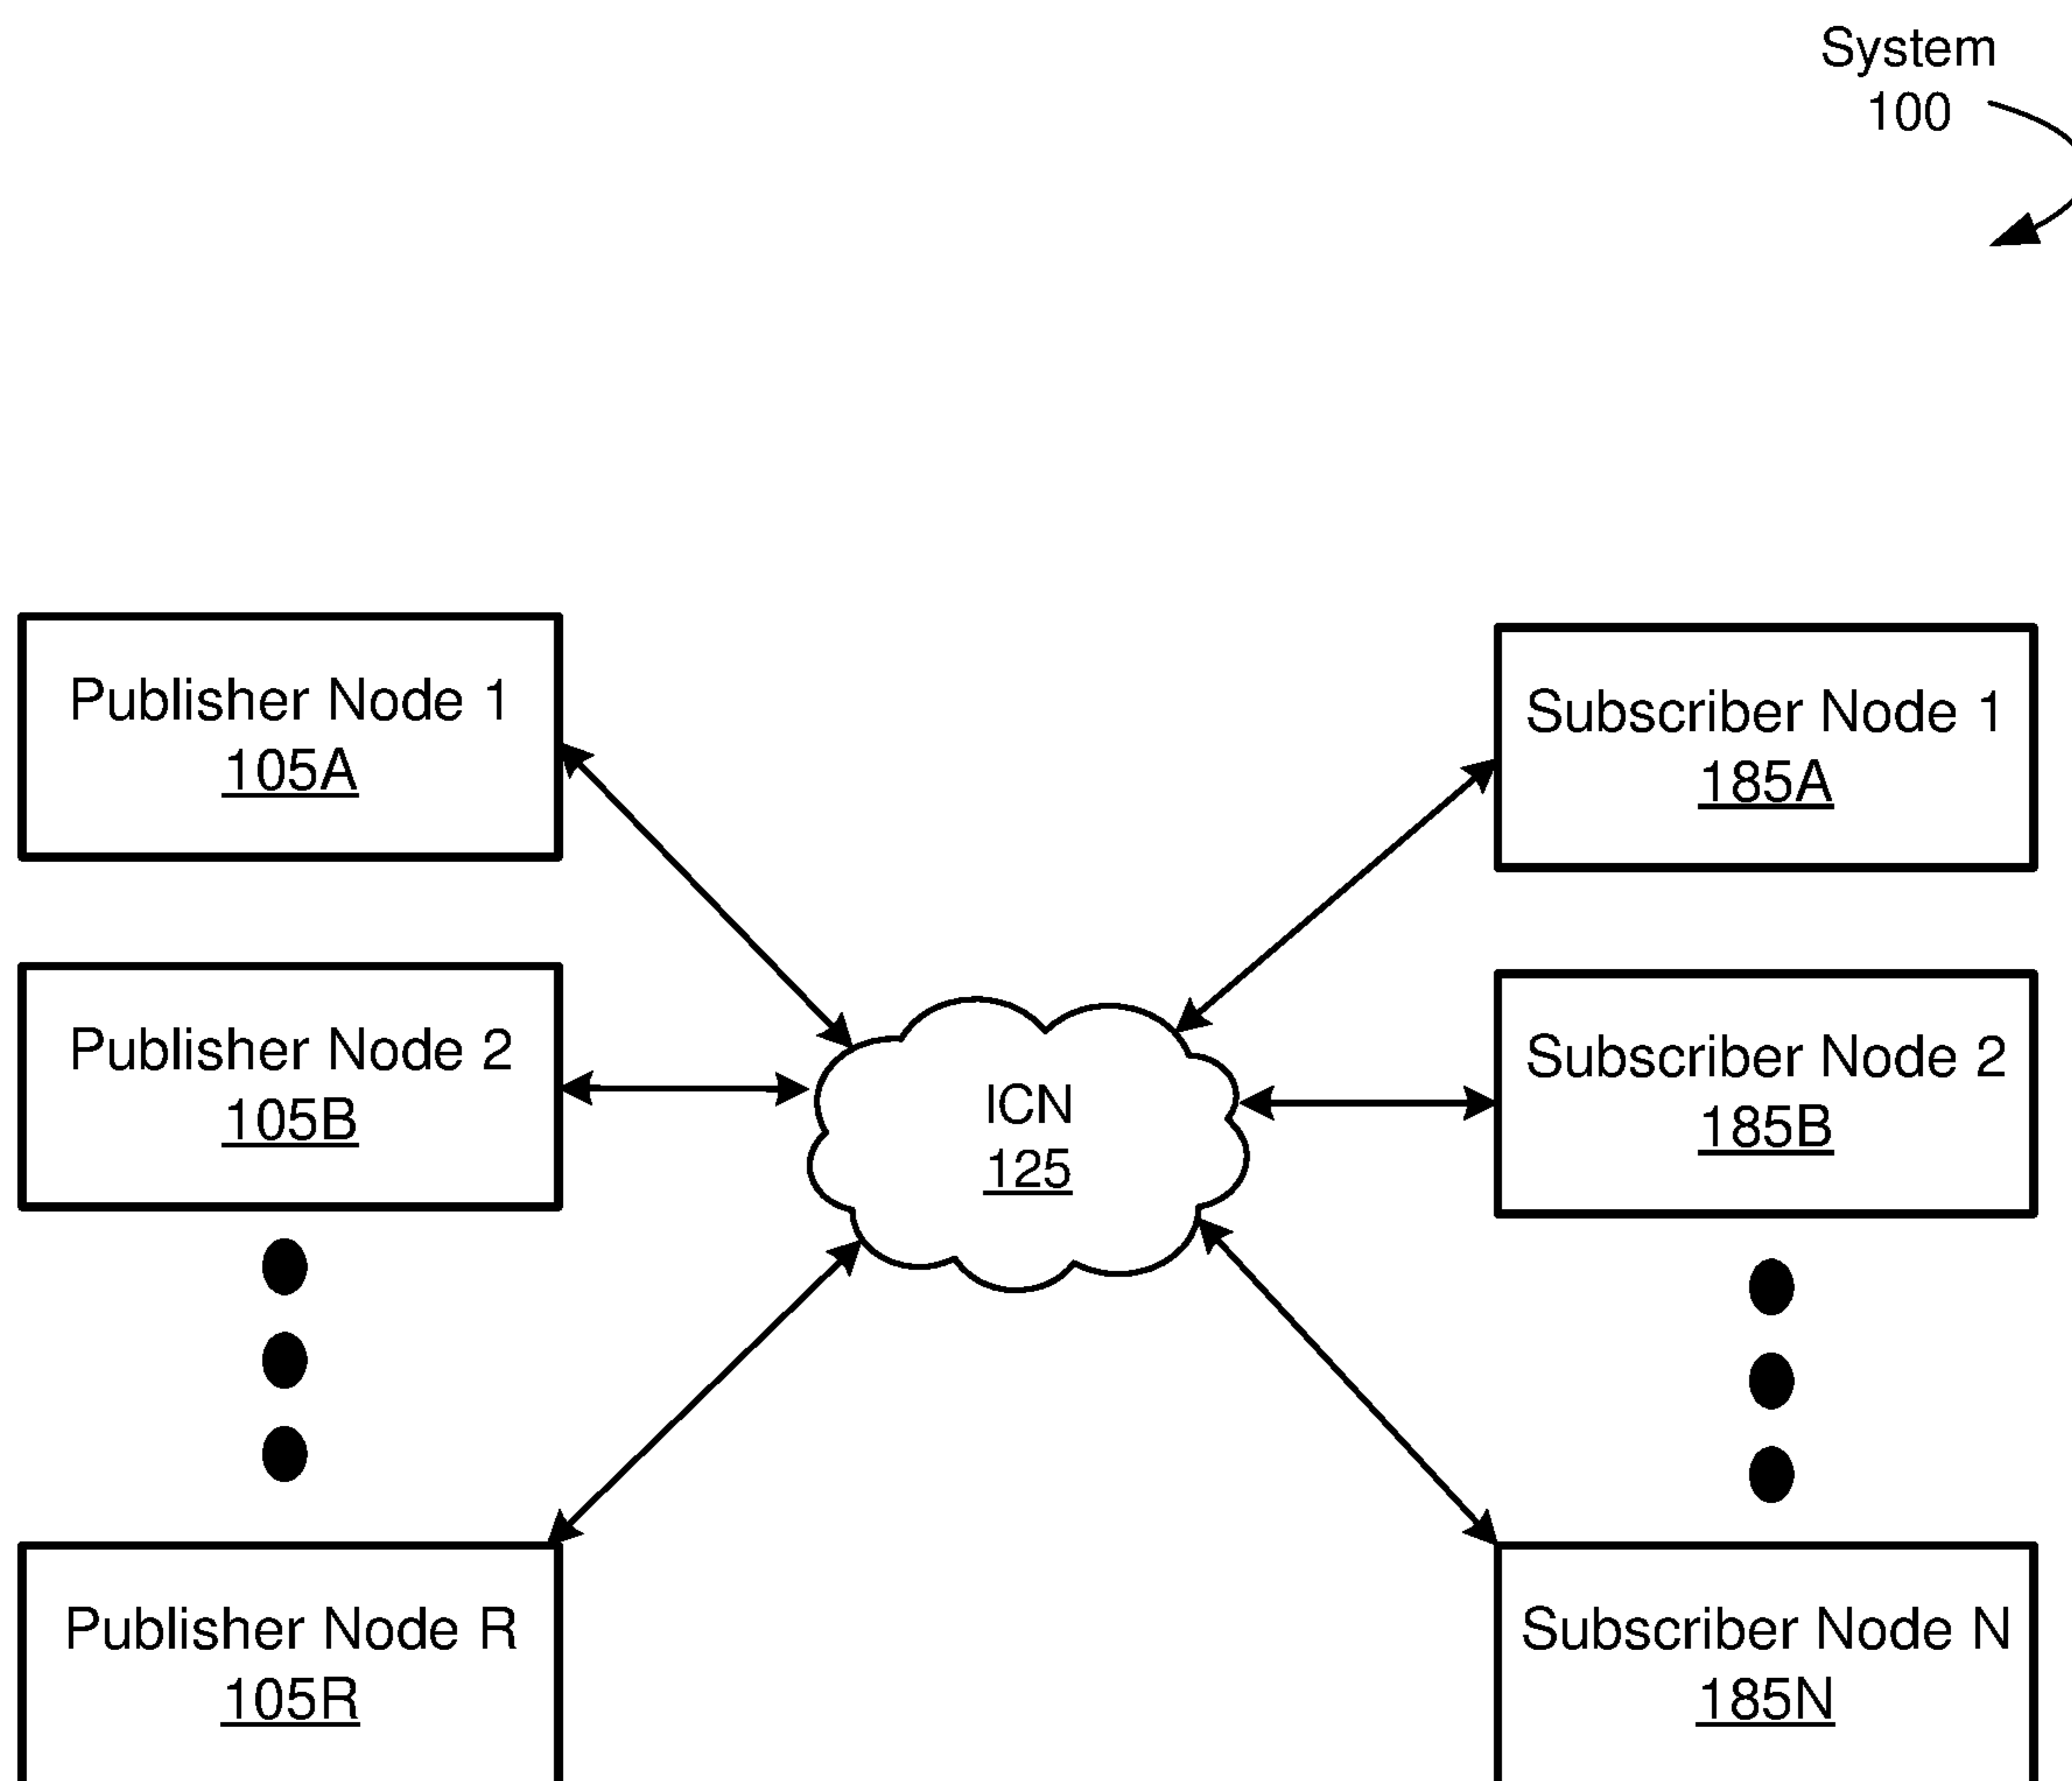 System
100
Publisher Node 1
105A
Subscriber Node 1
185A
Publisher Node 2
105B
ICN
125
Subscriber Node 2
185B
Publisher Node R
105R
Subscriber Node N
185N